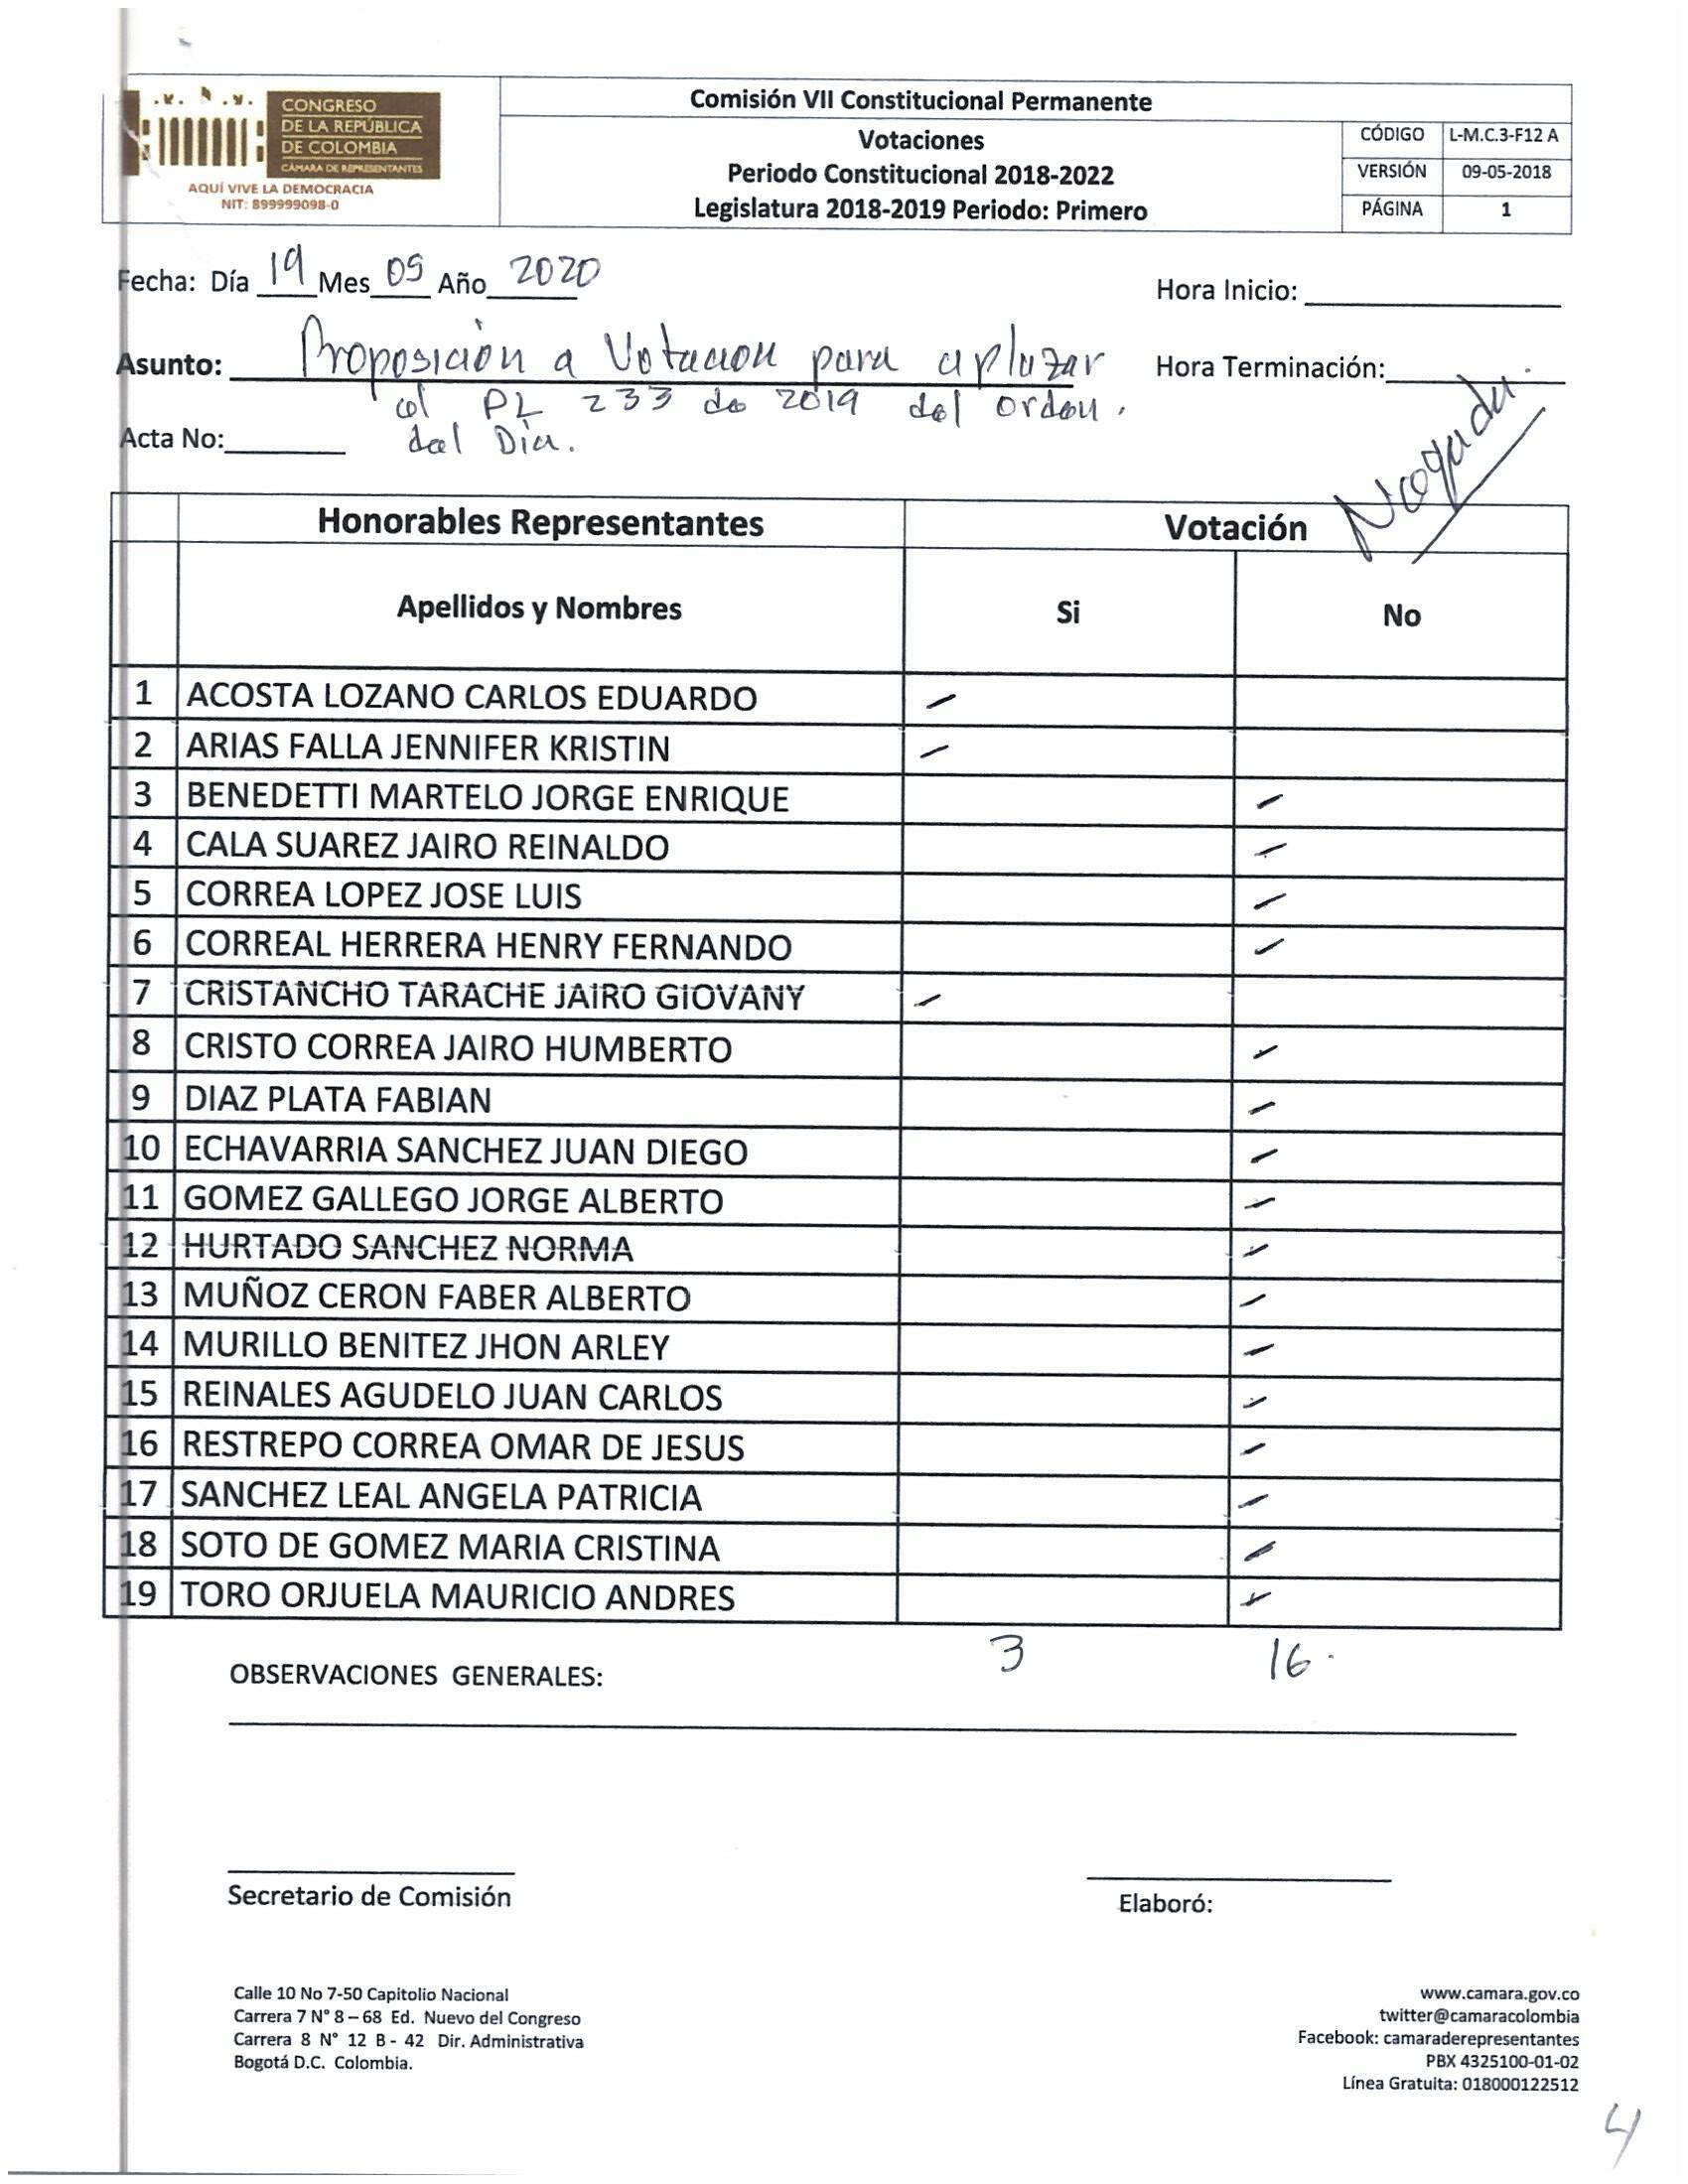 CONGRESO
DE LA REPÚBLICA
DE COLOMBIA
CÁMARA DE REPRESENTANTES
AQUÍ VIVE LA DEMOCRACIA
NIT: 899999098-0
Comisión VII Constitucional Permanente
Votaciones
Periodo Constitucional 2018-2022
Legislatura 2018-2019 Periodo: Primero
CÓDIGO L-M.C.3-F12 A
VERSIÓN 09-05-2018
PÁGINA 1
Fecha: Día 19 Mes 05 Año 2020
Hora Inicio:
Asunto: Proposición a Votacion para aplazar
Hora Terminación:
el PL 233 de 2019 del orden
Acta No: del Dia.
Negada.
Honorables Representantes Votación
Apellidos y Nombres Si No
1 ACOSTA LOZANO CARLOS EDUARDO
2 ARIAS FALLA JENNIFER KRISTIN
3 BENEDETTI MARTELO JORGE ENRIQUE
4 CALA SUAREZ JAIRO REINALDO
5 CORREA LOPEZ JOSE LUIS
6 CORREAL HERRERA HENRY FERNANDO
7 CRISTANCHO TARACHE JAIRO GIOVANY
8 CRISTO CORREA JAIRO HUMBERTO
9 DIAZ PLATA FABIAN
10 ECHAVARRIA SANCHEZ JUAN DIEGO
11 GOMEZ GALLEGO JORGE ALBERTO
12 HURTADO SANCHEZ NORMA
13 MUÑOZ CERON FABER ALBERTO
14 MURILLO BENITEZ JHON ARLEY
15 REINALES AGUDELO JUAN CARLOS
16 RESTREPO CORREA OMAR DE JESUS
17 SANCHEZ LEAL ANGELA PATRICIA
18 SOTO DE GOMEZ MARIA CRISTINA
19 TORO ORJUELA MAURICIO ANDRES
3 16.
OBSERVACIONES GENERALES:
Secretario de Comisión
Elaboró:
Calle 10 No 7-50 Capitolio Nacional
Carrera 7 N° 8 – 68 Ed. Nuevo del Congreso
Carrera 8 N° 12 B - 42 Dir. Administrativa
Bogotá D.C. Colombia.
www.camara.gov.co
twitter@camaracolombia
Facebook: camaraderepresentantes
PBX 4325100-01-02
Línea Gratuita: 018000122512
4